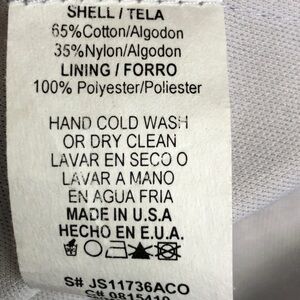 SHELL / TELA
65%Cotton/Algodon
35%Nylon/Algodon
LINING / FORRO
100% Polyester/Poliester
HAND COLD WASH
OR DRY CLEAN
LAVAR EN SECO O
LAVAR A MANO
EN AGUA FRIA
MADE IN U.S.A
HECHO EN E.U.A.
S# JS11736ACO
C# 9815410